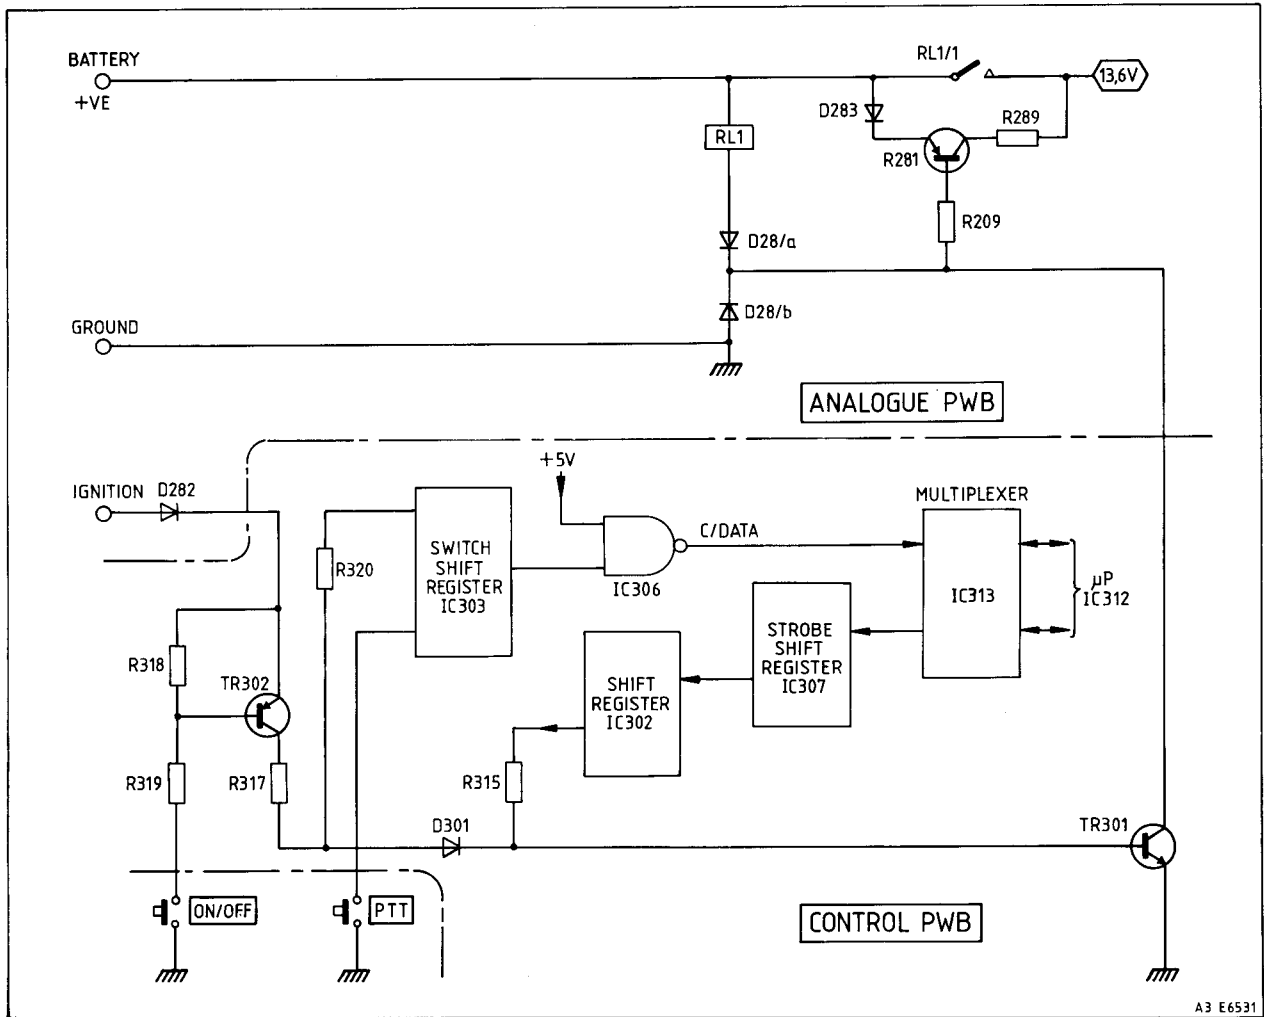 BATTERY
+VE
RL1/1
13,6V
D283
R289
RL1
R281
R209
D28/a
D28/b
GROUND
ANALOGUE PWB
+5V
IGNITION
D282
MULTIPLEXER
C/DATA
SWITCH
SHIFT
REGISTER
IC303
R320
IC306
IC313
µP
IC312
STROBE
SHIFT
REGISTER
IC307
R318
TR302
SHIFT
REGISTER
IC302
R319
R317
R315
D301
TR301
ON/OFF
PTT
CONTROL PWB
A3 E6531